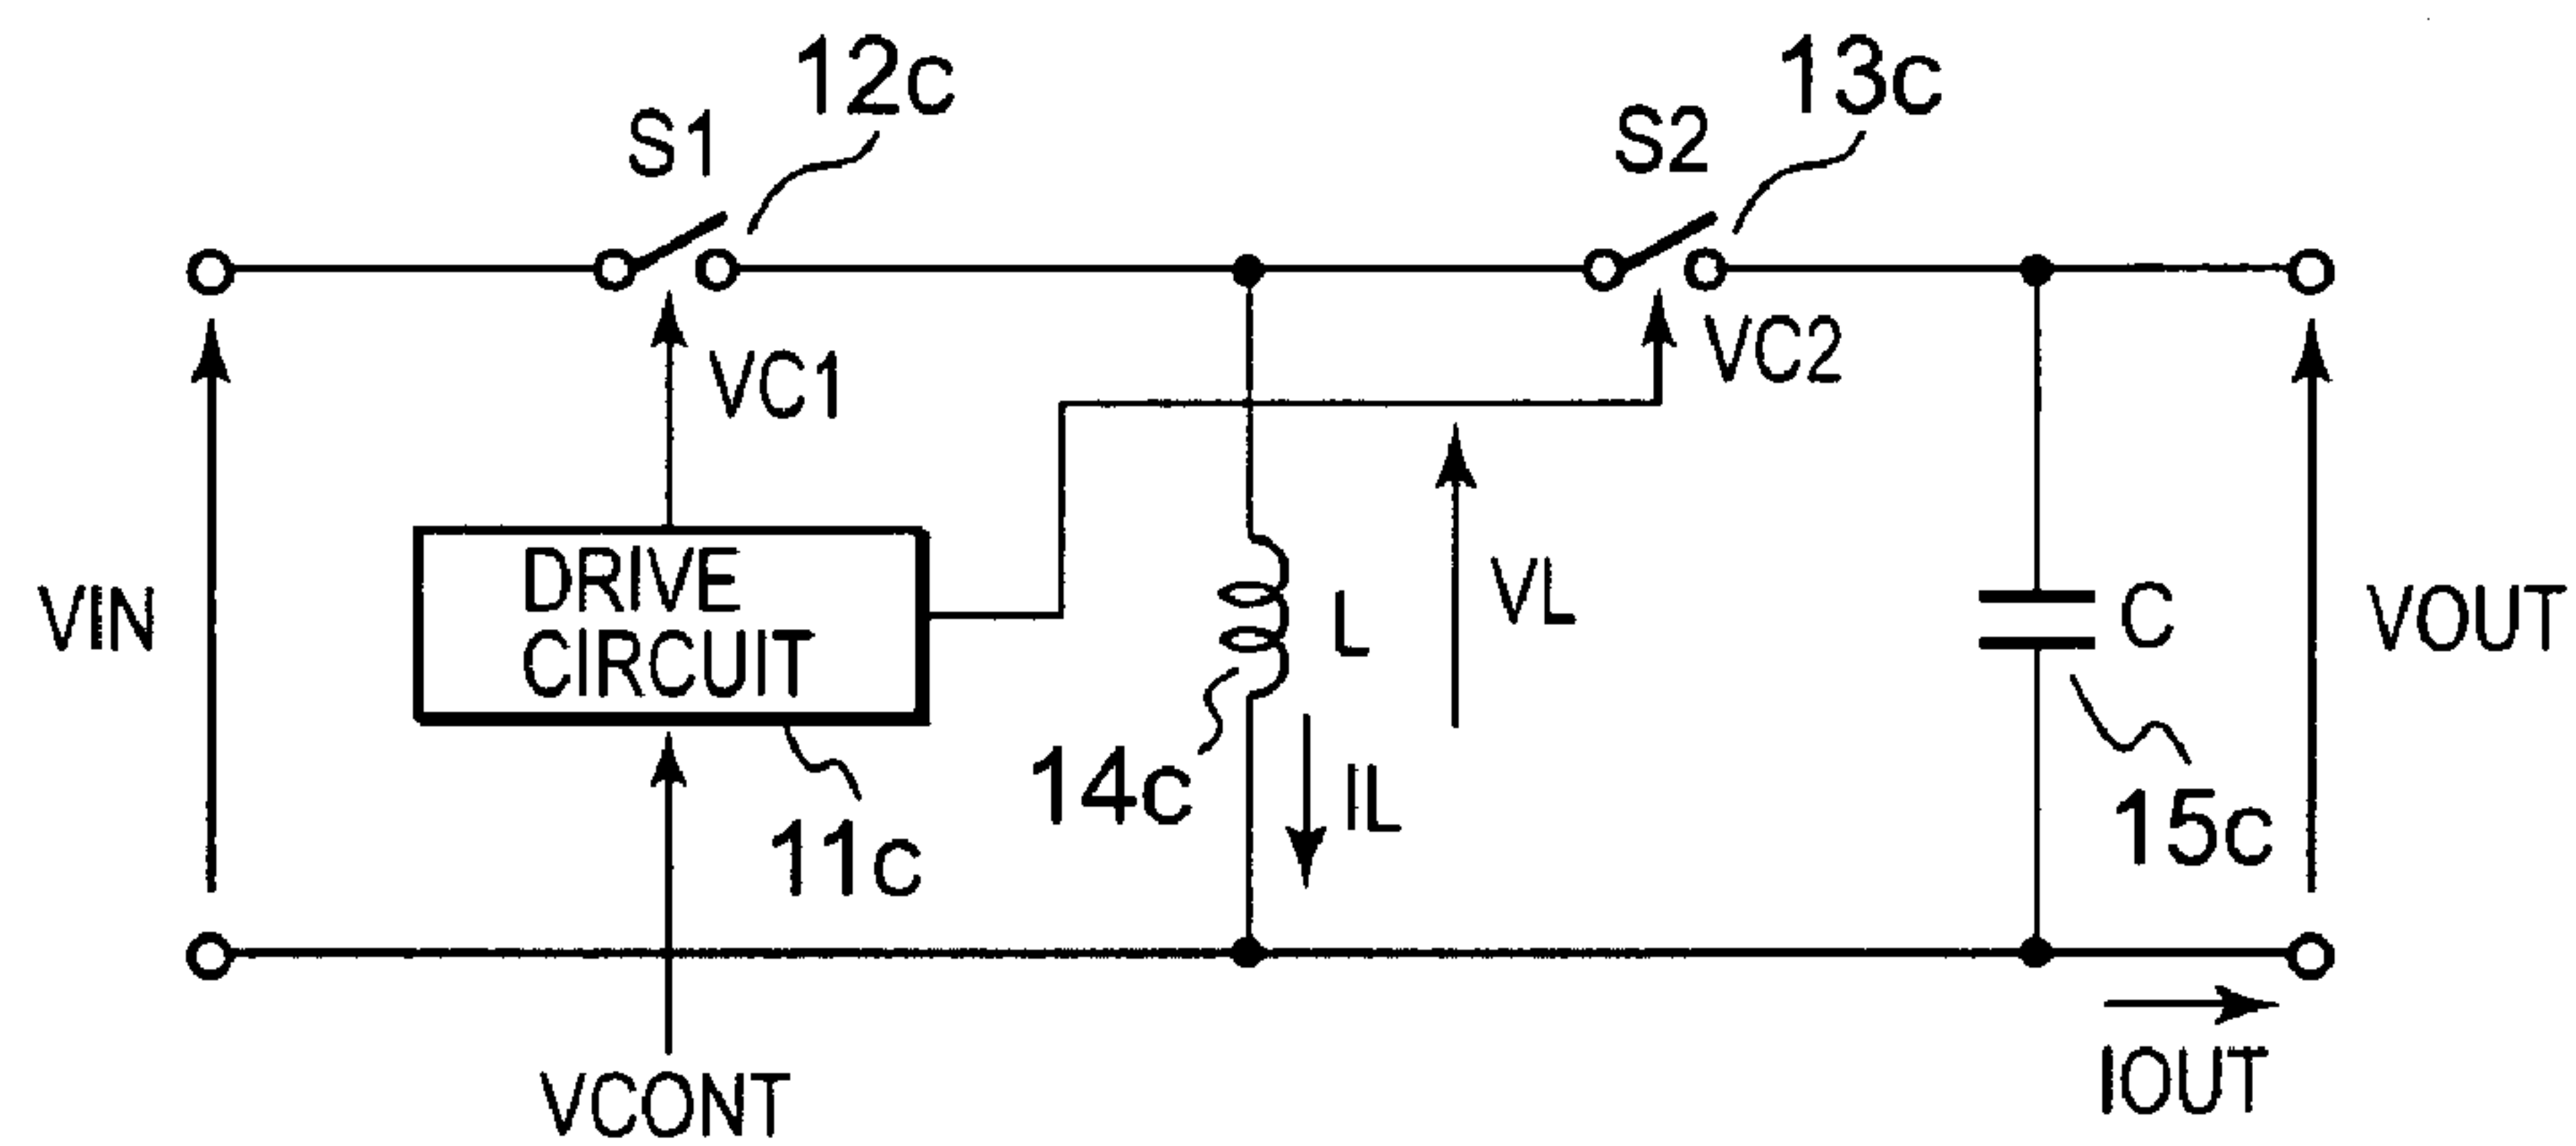 12c
13c
S1
S2
VC1
VC2
DRIVE
CIRCUIT
VIN
L
VL
C
VOUT
14c
IL
11c
15c
VCONT
IOUT